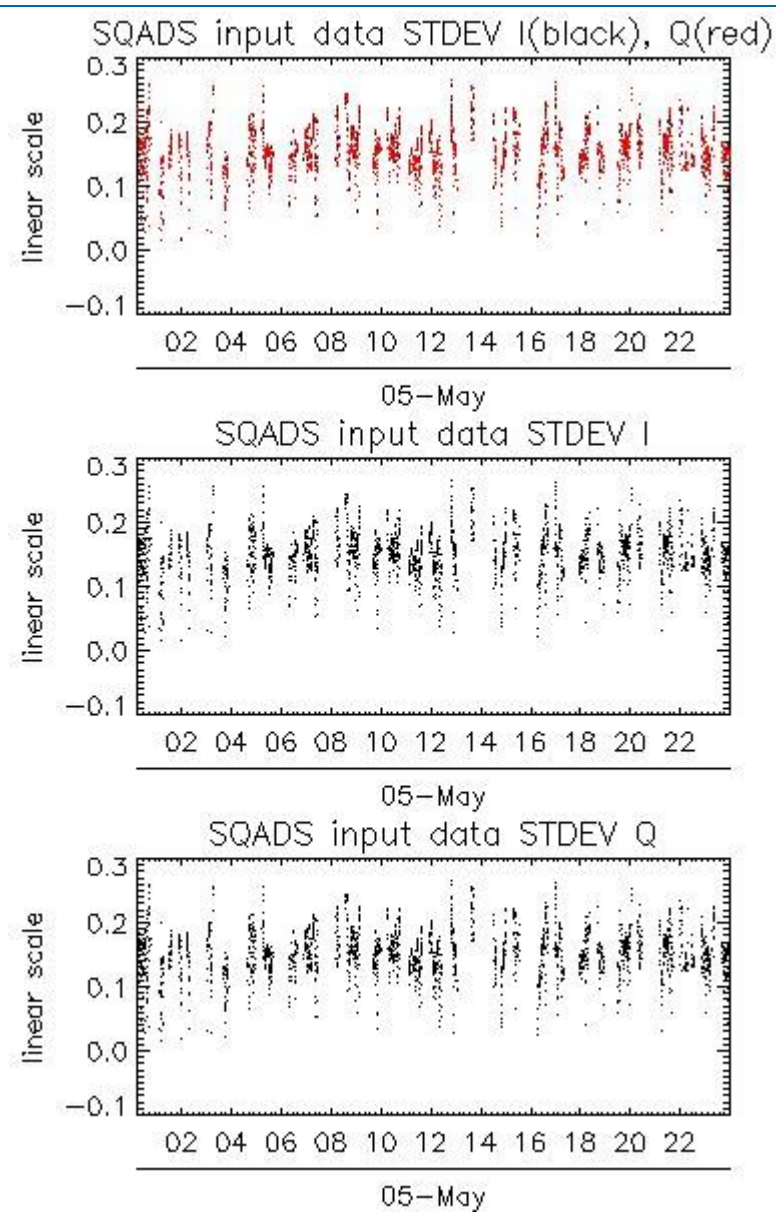 SQADS input data STDEV I(black), Q(red)
linear scale
0.3
0.2
0.1
0.0
−0.1
02 04 06 08 10 12 14 16 18 20 22
05−May
SQADS input data STDEV I
linear scale
0.3
0.2
0.1
0.0
−0.1
02 04 06 08 10 12 14 16 18 20 22
05−May
SQADS input data STDEV Q
linear scale
0.3
0.2
0.1
0.0
−0.1
02 04 06 08 10 12 14 16 18 20 22
05−May